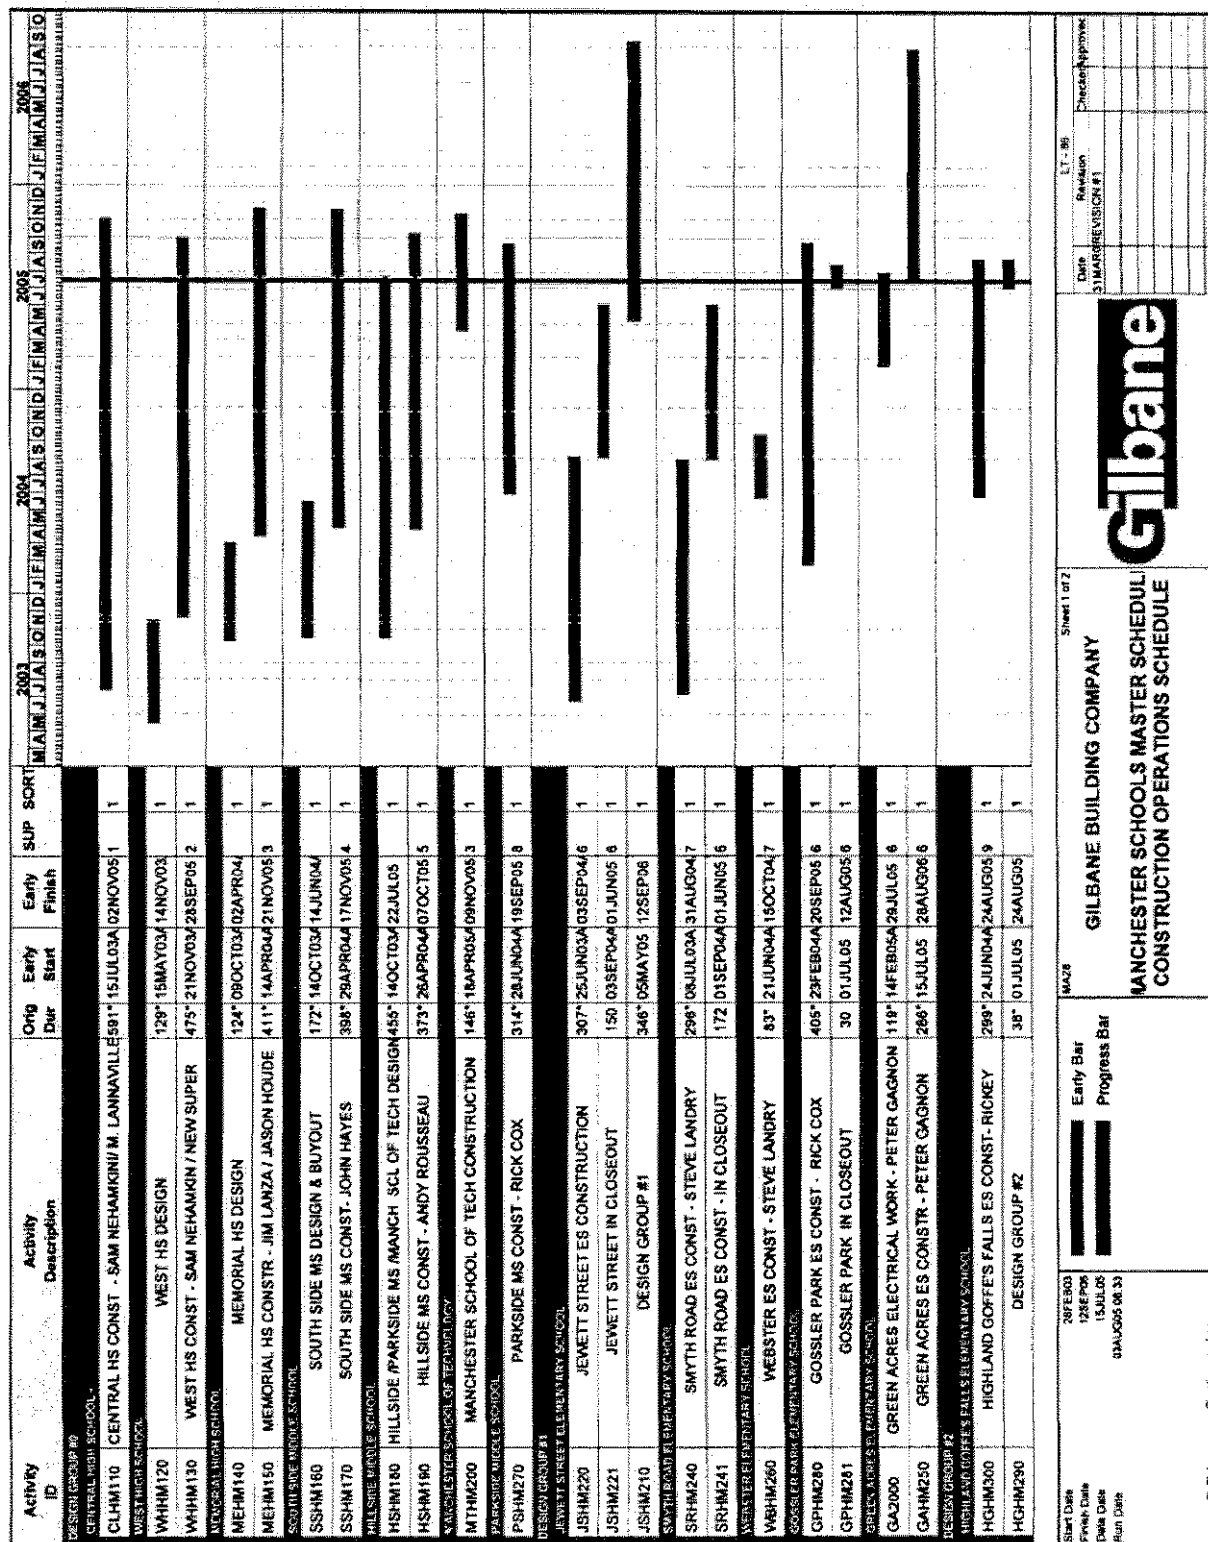 Activity ID Activity Description Orig Dur Early Start Early Finish SUP SORT
2003 2004 2005 2006
M A M J J A S O N D J F M A M J J A S O N D J F M A M J J A S O N D J F M A M J J A S O
DESIGN GROUP #0
CENTRAL HIGH SCHOOL -
CLHM110 CENTRAL HS CONST - SAM NEHAMKINI/ M. LANNAVILLE 591* 15JUL03A 02NOV05 1 1
WEST HIGH SCHOOL
WHHM120 WEST HS DESIGN 129* 15MAY03A 14NOV03 1
WHHM130 WEST CONST - SAM NEHAMKIN / NEW SUPER 475* 21NOV03A 28SEP05 2 1
MEMORIAL HIGH SCHOOL
MEHM140 MEMORIAL HS DESIGN 124* 09OCT03A 02APR04A 1
MEHM150 MEMORIAL HS CONSTR - JIM LANZA / JASON HOUDE 411* 14APR04A 21NOV05 3 1
SOUTH SIDE MIDDLE SCHOOL
SSHM160 SOUTH SIDE MS DESIGN & BUYOUT 172* 14OCT03A 14JUN04A 1
SSHM170 SOUTH SIDE MS CONST- JOHN HAYES 398* 29APR04A 17NOV05 4 1
HILLSIDE MIDDLE SCHOOL
HSHM180 HILLSIDE /PARKSIDE MS /MANCH SCL OF TECH DESIGN 455* 14OCT03A 22JUL05 1
HSHM190 HILLSIDE MS CONST - ANDY ROUSSEAU 373* 26APR04A 07OCT05 5 1
MANCHESTER SCHOOL OF TECHNOLOGY
MTHM200 MANCHESTER SCHOOL OF TECH CONSTRUCTION 146* 18APR05A 09NOV05 3 1
PARKSIDE MIDDLE SCHOOL
PSHM270 PARKSIDE MS CONST - RICK COX 314* 28JUN04A 19SEP05 8 1
DESIGN GROUP #1
JEWETT STREET ELEMENTARY SCHOOL
JSHM220 JEWETT STREET ES CONSTRUCTION 307* 25JUN03A 03SEP04A 6 1
JSHM221 JEWETT STREET IN CLOSEOUT 150 03SEP04A 01JUN05 6 1
JSHM210 DESIGN GROUP #1 346* 05MAY05 12SEP06 1
SMYTH ROAD ELEMENTARY SCHOOL
SRHM240 SMYTH ROAD ES CONST - STEVE LANDRY 296* 08JUL03A 31AUG04 7 1
SRHM241 SMYTH ROAD ES CONST - IN CLOSEOUT 172 01SEP04A 01JUN05 6 1
WEBSTER ELEMENTARY SCHOOL
WBHM260 WEBSTER ES CONST - STEVE LANDRY 83* 21JUN04A 15OCT04 7 1
GOSSLER PARK ELEMENTARY SCHOOL
GPHM280 GOSSLER PARK ES CONST - RICK COX 405* 23FEB04A 20SEP05 6 1
GPHM281 GOSSLER PARK IN CLOSEOUT 30 01JUL05 12AUG05 6 1
GREEN ACRES ELEMENTARY SCHOOL
GA2000 GREEN ACRES ELECTRICAL WORK - PETER GAGNON 119* 14FEB05A 29JUL05 6 1
GAHM250 GREEN ACRES ES CONSTR - PETER GAGNON 286* 15JUL05 28AUG06 6 1
DESIGN GROUP #2
HIGHLAND GOFFE'S FALLS ELEMENTARY SCHOOL
HGHM300 HIGHLAND GOFFE'S FALLS ES CONST- RICKEY 299* 24JUN04A 24AUG05 9 1
HGHM290 DESIGN GROUP #2 38* 01JUL05 24AUG05 1
Start Date 28FEB03
Finish Date 12SEP06
Data Date 15JUL05
Run Date 03AUG05 08:33
Early Bar
Progress Bar
MA28
Sheet 1 of 2
GILBANE BUILDING COMPANY
MANCHESTER SCHOOLS MASTER SCHEDUL
CONSTRUCTION OPERATIONS SCHEDULE
Gilbane
LT - 86
Date Revision Checked Approved
31MAR05 REVISION #1